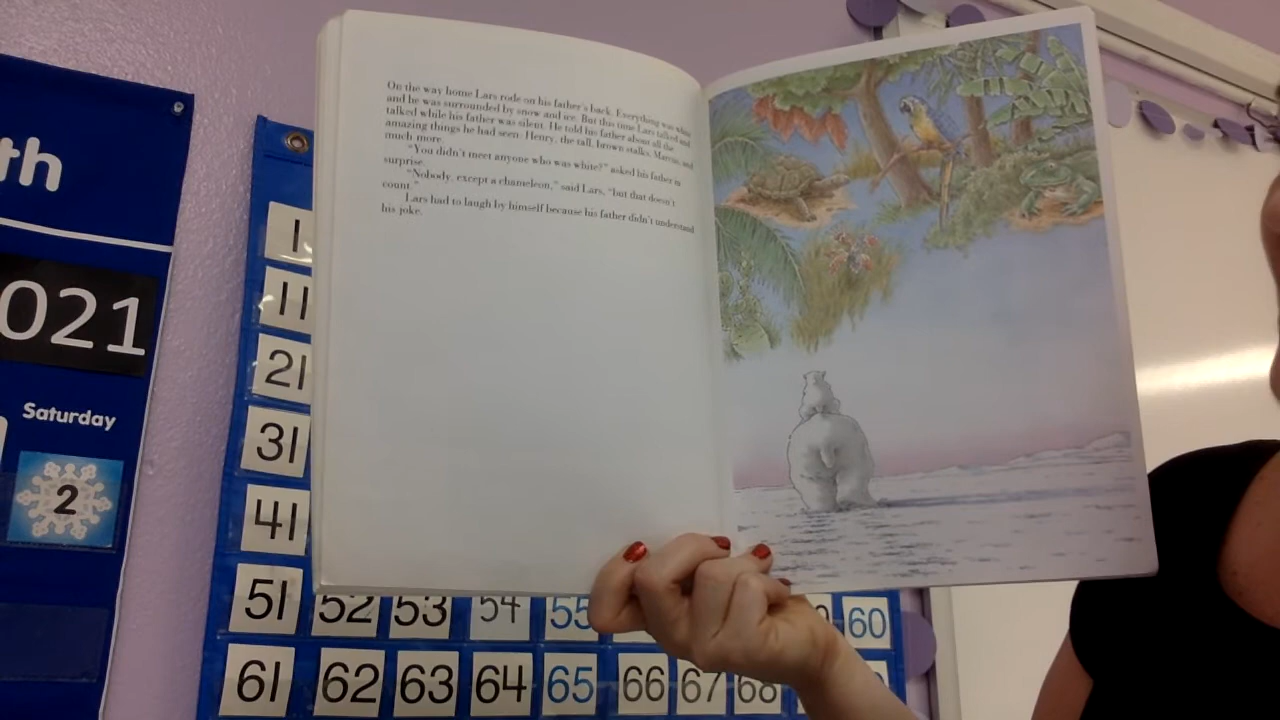 On the way home Lars rode on his father's back. Everything was white
and he was surrounded by snow and ice. But this time Lars talked and
talked while his father was silent. He told his father about all the
amazing things he had seen: Henry, the tall, brown stalks, Marcus, and
much more.
"You didn't meet anyone who was white?" asked his father in
surprise.
"Nobody, except a chameleon," said Lars, "but that doesn't
count."
Lars had to laugh by himself because his father didn't understand
his joke.
th
021
Saturday
2
1
11
21
31
41
51 52 53 54 55 60
61 62 63 64 65 66 67 68